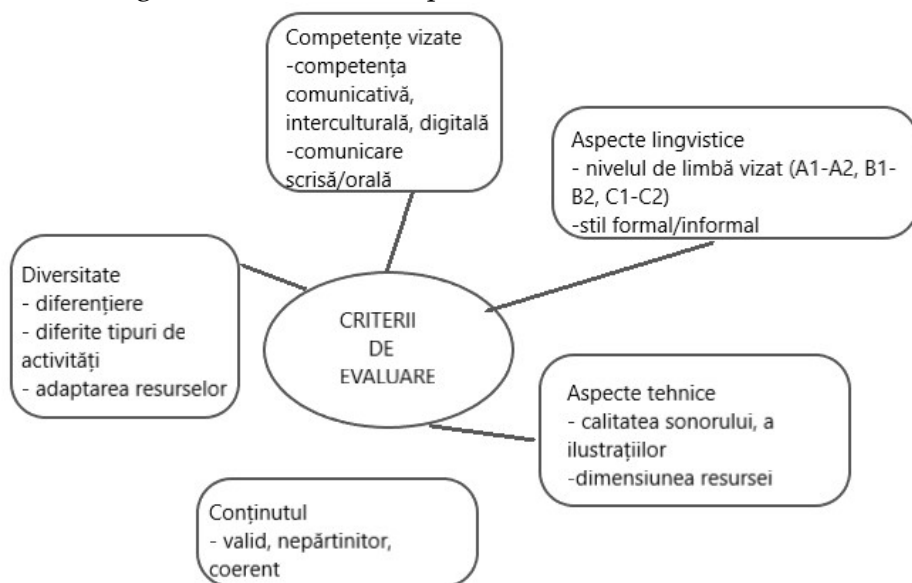 Competențe vizate
-competența
comunicativă,
interculturală, digitală
-comunicare
scrisă/orală
Aspecte lingvistice
- nivelul de limbă vizat (A1-A2, B1-
B2, C1-C2)
-stil formal/informal
Diversitate
- diferențiere
- diferite tipuri de
activități
- adaptarea resurselor
CRITERII
DE
EVALUARE
Aspecte tehnice
- calitatea sonorului, a
ilustrațiilor
-dimensiunea resursei
Conținutul
- valid, nepărtinitor,
coerent